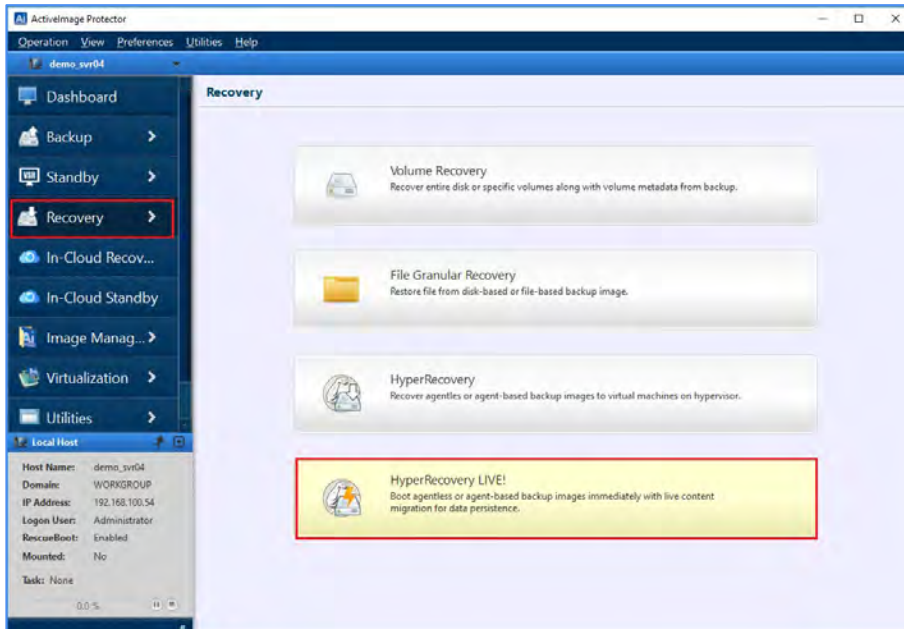 ActiveImage Protector
Operation View Preferences Utilities Help
demo_svr04
Dashboard
Backup
Standby
Recovery
In-Cloud Recov...
In-Cloud Standby
Image Manag...
Virtualization
Utilities
Local Host
Host Name: demo_svr04
Domain: WORKGROUP
IP Address: 192.168.100.54
Logon User: Administrator
RescueBoot: Enabled
Mounted: No
Task: None
0.0 %
Recovery
Volume Recovery
Recover entire disk or specific volumes along with volume metadata from backup.
File Granular Recovery
Restore file from disk-based or file-based backup image.
HyperRecovery
Recover agentles or agent-based backup images to virtual machines on hypervisor.
HyperRecovery LIVE!
Boot agentless or agent-based backup images immediately with live content
migration for data persistence.